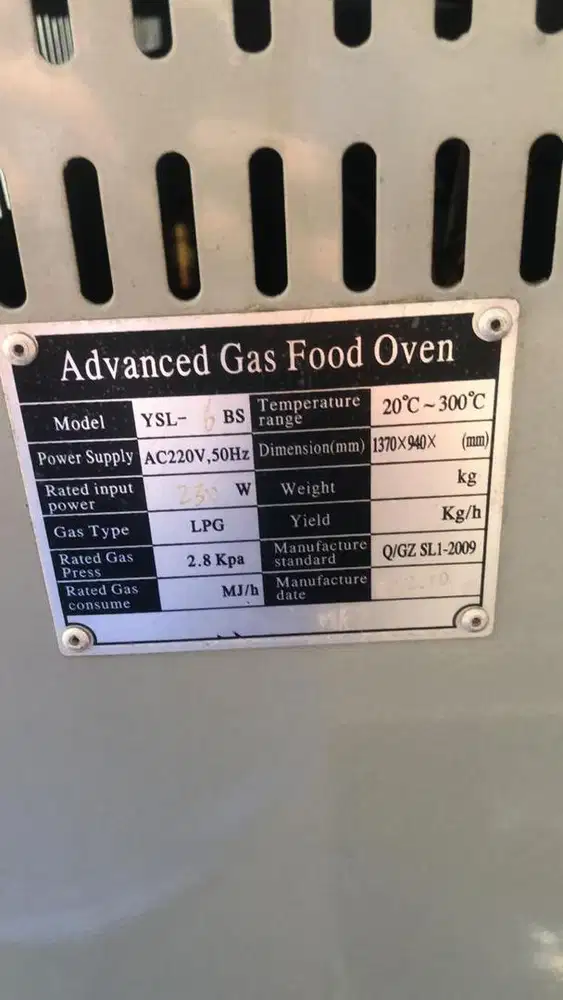 Advanced Gas Food Oven
Model YSL-6 BS Temperature range 20°C~300°C
Power Supply AC220V,50Hz Dimension(mm) 1370×940× (mm)
Rated input power W Weight kg
Gas Type LPG Yield Kg/h
Rated Gas Press 2.8 Kpa Manufacture standard Q/GZ SL1-2009
Rated Gas consume MJ/h Manufacture date